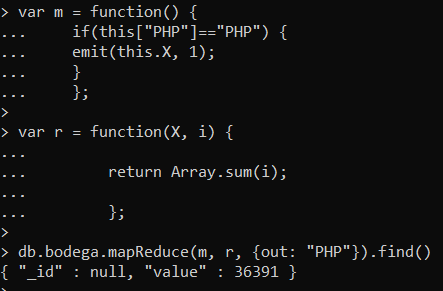 > var m = function() {
...     if(this["PHP"]=="PHP") {
...     emit(this.X, 1);
...     }
...     };
>
> var r = function(X, i) {
...
...         return Array.sum(i);
...
...         };
>
> db.bodega.mapReduce(m, r, {out: "PHP"}).find()
{ "_id" : null, "value" : 36391 }
>